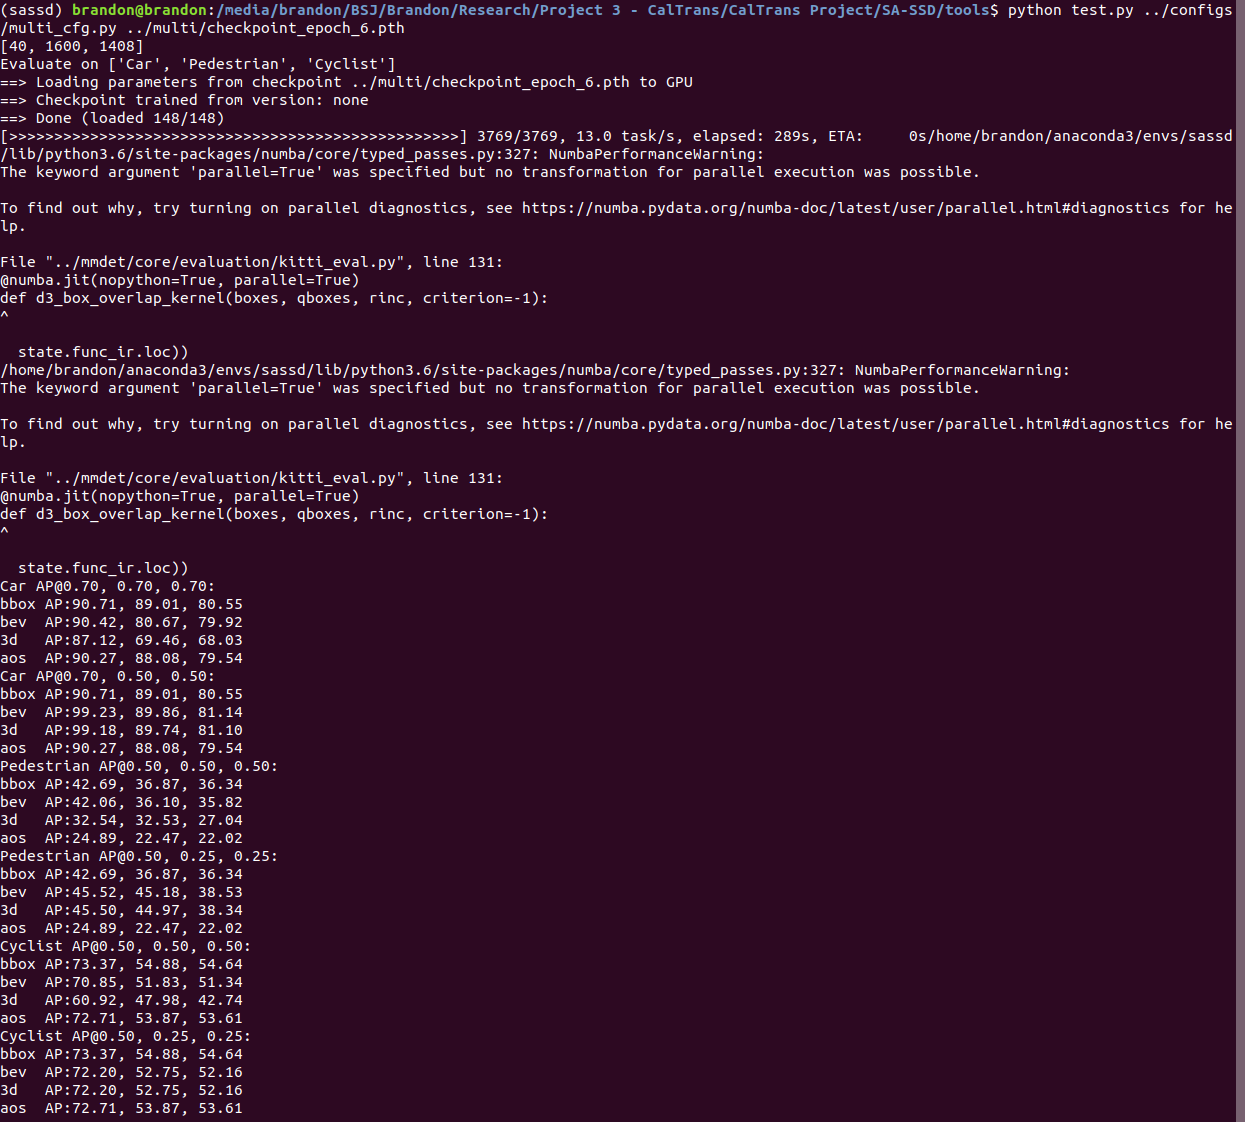 (sassd) brandon@brandon:/media/brandon/BSJ/Brandon/Research/Project 3 - CalTrans/CalTrans Project/SA-SSD/tools$ python test.py ../configs
/multi_cfg.py ../multi/checkpoint_epoch_6.pth
[40, 1600, 1408]
Evaluate on ['Car', 'Pedestrian', 'Cyclist']
==> Loading parameters from checkpoint ../multi/checkpoint_epoch_6.pth to GPU
==> Checkpoint trained from version: none
==> Done (loaded 148/148)
[>>>>>>>>>>>>>>>>>>>>>>>>>>>>>>>>>>>>>>>>>>>>>>>>>>] 3769/3769, 13.0 task/s, elapsed: 289s, ETA:     0s/home/brandon/anaconda3/envs/sassd
/lib/python3.6/site-packages/numba/core/typed_passes.py:327: NumbaPerformanceWarning:
The keyword argument 'parallel=True' was specified but no transformation for parallel execution was possible.
To find out why, try turning on parallel diagnostics, see https://numba.pydata.org/numba-doc/latest/user/parallel.html#diagnostics for he
lp.
File "../mmdet/core/evaluation/kitti_eval.py", line 131:
@numba.jit(nopython=True, parallel=True)
def d3_box_overlap_kernel(boxes, qboxes, rinc, criterion=-1):
^
  state.func_ir.loc))
/home/brandon/anaconda3/envs/sassd/lib/python3.6/site-packages/numba/core/typed_passes.py:327: NumbaPerformanceWarning:
The keyword argument 'parallel=True' was specified but no transformation for parallel execution was possible.
To find out why, try turning on parallel diagnostics, see https://numba.pydata.org/numba-doc/latest/user/parallel.html#diagnostics for he
lp.
File "../mmdet/core/evaluation/kitti_eval.py", line 131:
@numba.jit(nopython=True, parallel=True)
def d3_box_overlap_kernel(boxes, qboxes, rinc, criterion=-1):
^
  state.func_ir.loc))
Car AP@0.70, 0.70, 0.70:
bbox AP:90.71, 89.01, 80.55
bev  AP:90.42, 80.67, 79.92
3d   AP:87.12, 69.46, 68.03
aos  AP:90.27, 88.08, 79.54
Car AP@0.70, 0.50, 0.50:
bbox AP:90.71, 89.01, 80.55
bev  AP:99.23, 89.86, 81.14
3d   AP:99.18, 89.74, 81.10
aos  AP:90.27, 88.08, 79.54
Pedestrian AP@0.50, 0.50, 0.50:
bbox AP:42.69, 36.87, 36.34
bev  AP:42.06, 36.10, 35.82
3d   AP:32.54, 32.53, 27.04
aos  AP:24.89, 22.47, 22.02
Pedestrian AP@0.50, 0.25, 0.25:
bbox AP:42.69, 36.87, 36.34
bev  AP:45.52, 45.18, 38.53
3d   AP:45.50, 44.97, 38.34
aos  AP:24.89, 22.47, 22.02
Cyclist AP@0.50, 0.50, 0.50:
bbox AP:73.37, 54.88, 54.64
bev  AP:70.85, 51.83, 51.34
3d   AP:60.92, 47.98, 42.74
aos  AP:72.71, 53.87, 53.61
Cyclist AP@0.50, 0.25, 0.25:
bbox AP:73.37, 54.88, 54.64
bev  AP:72.20, 52.75, 52.16
3d   AP:72.20, 52.75, 52.16
aos  AP:72.71, 53.87, 53.61